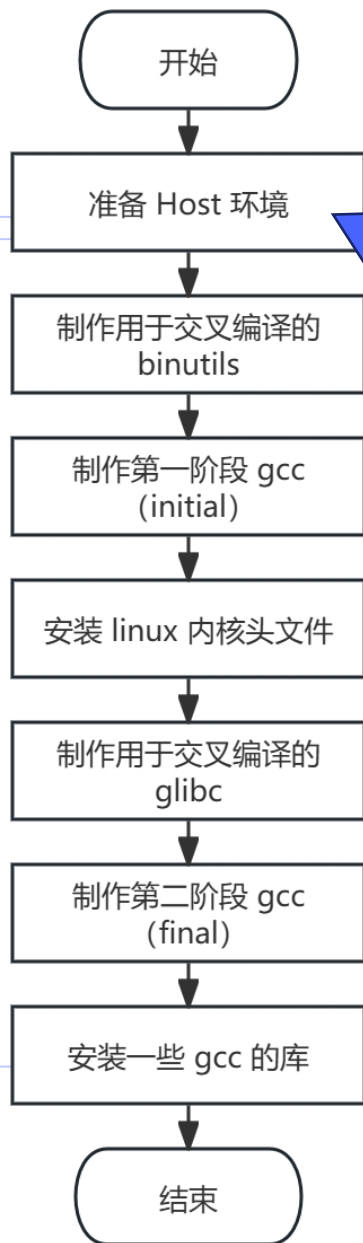 开始
准备 Host 环境
制作用于交叉编译的
binutils
制作第一阶段 gcc
（initial）
安装 linux 内核头文件
制作用于交叉编译的
glibc
制作第二阶段 gcc
（final）
安装一些 gcc 的库
结束